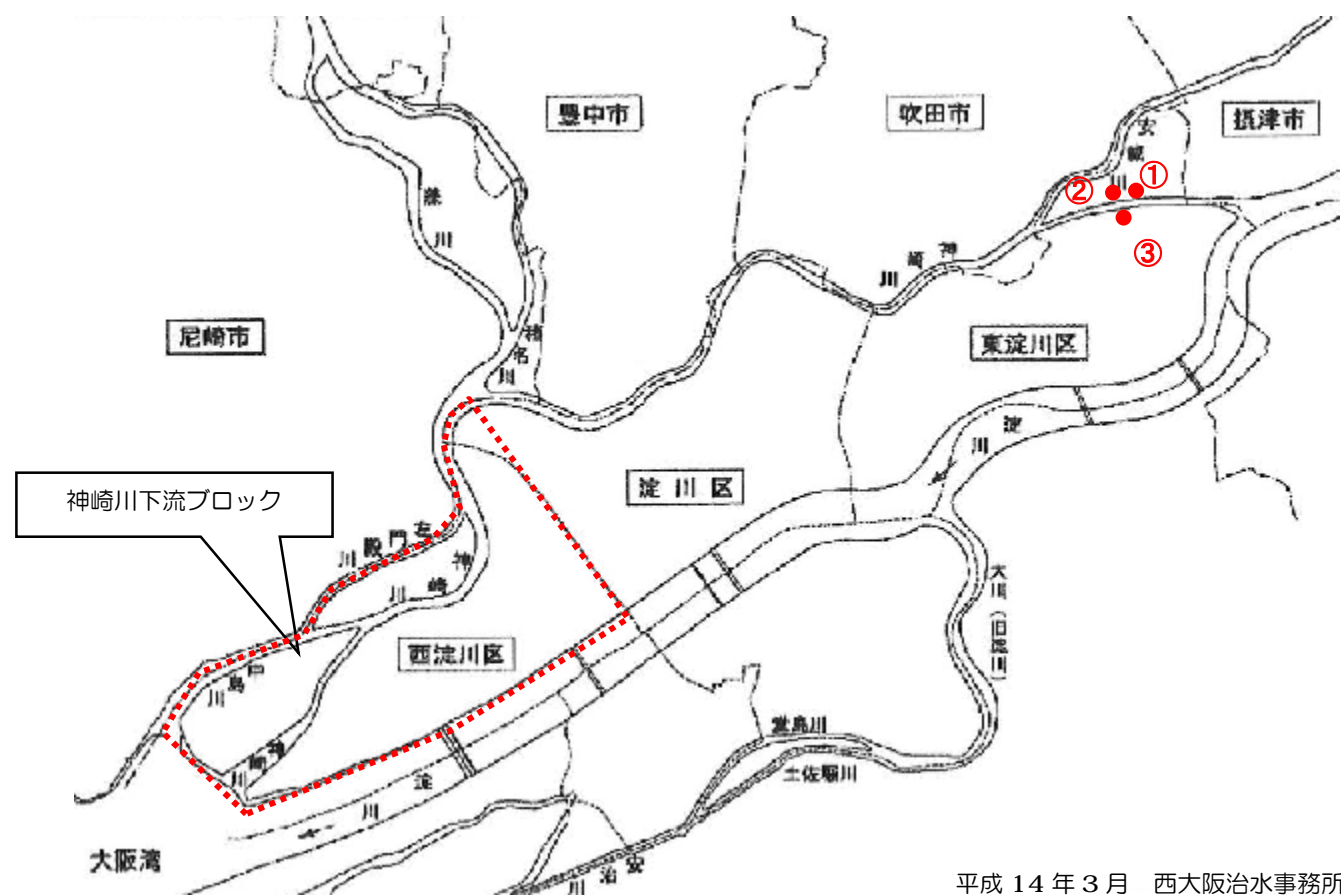 豊中市
吹田市
摂津市
安威川
①
②
③
藻川
神崎川
尼崎市
猪名川
東淀川区
淀川
淀川区
神崎川下流ブロック
左門殿川
神崎川
大川(旧淀川)
西淀川区
中島川
神崎川
堂島川
土佐堀川
淀川
大阪湾
安治川
平成 14 年 3 月 西大阪治水事務所